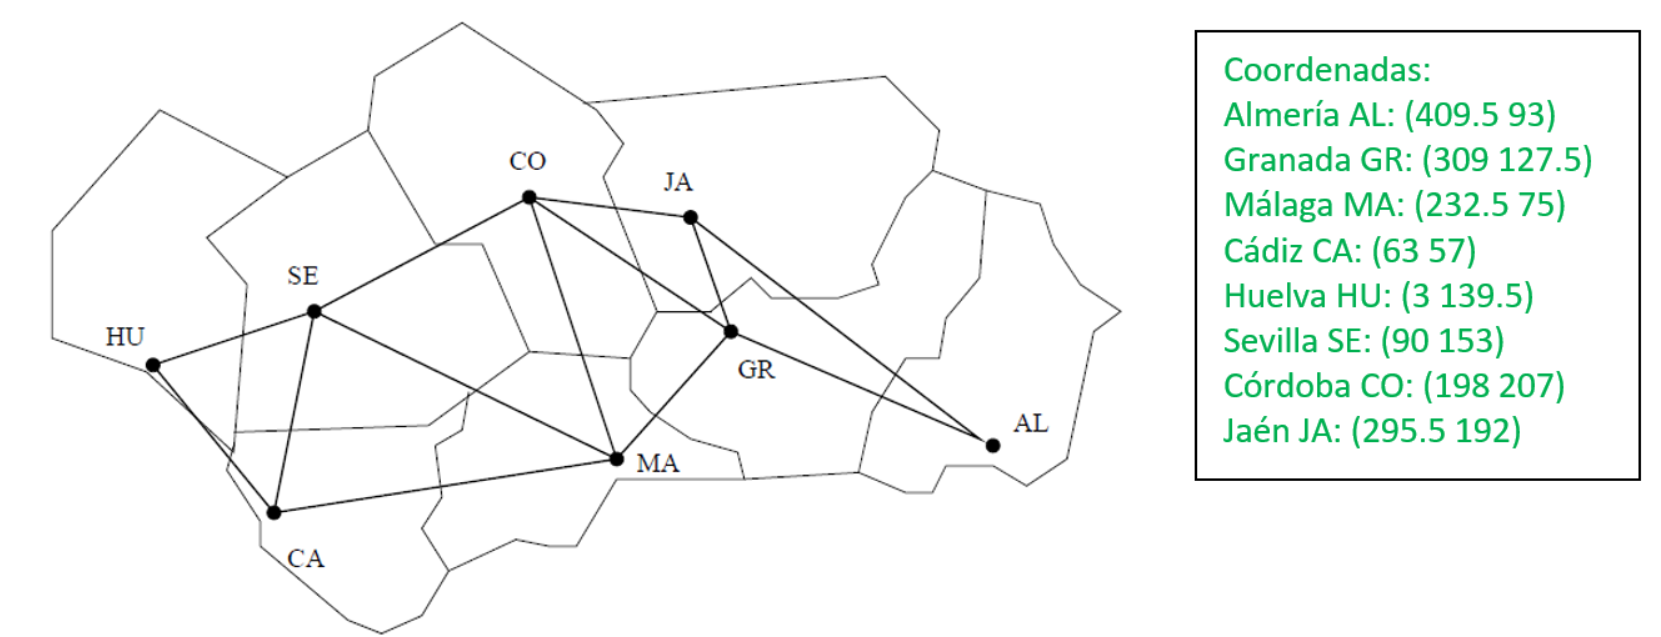 CO
JA
SE
HU
GR
AL
MA
CA
Coordenadas:
Almería AL: (409.5 93)
Granada GR: (309 127.5)
Málaga MA: (232.5 75)
Cádiz CA: (63 57)
Huelva HU: (3 139.5)
Sevilla SE: (90 153)
Córdoba CO: (198 207)
Jaén JA: (295.5 192)